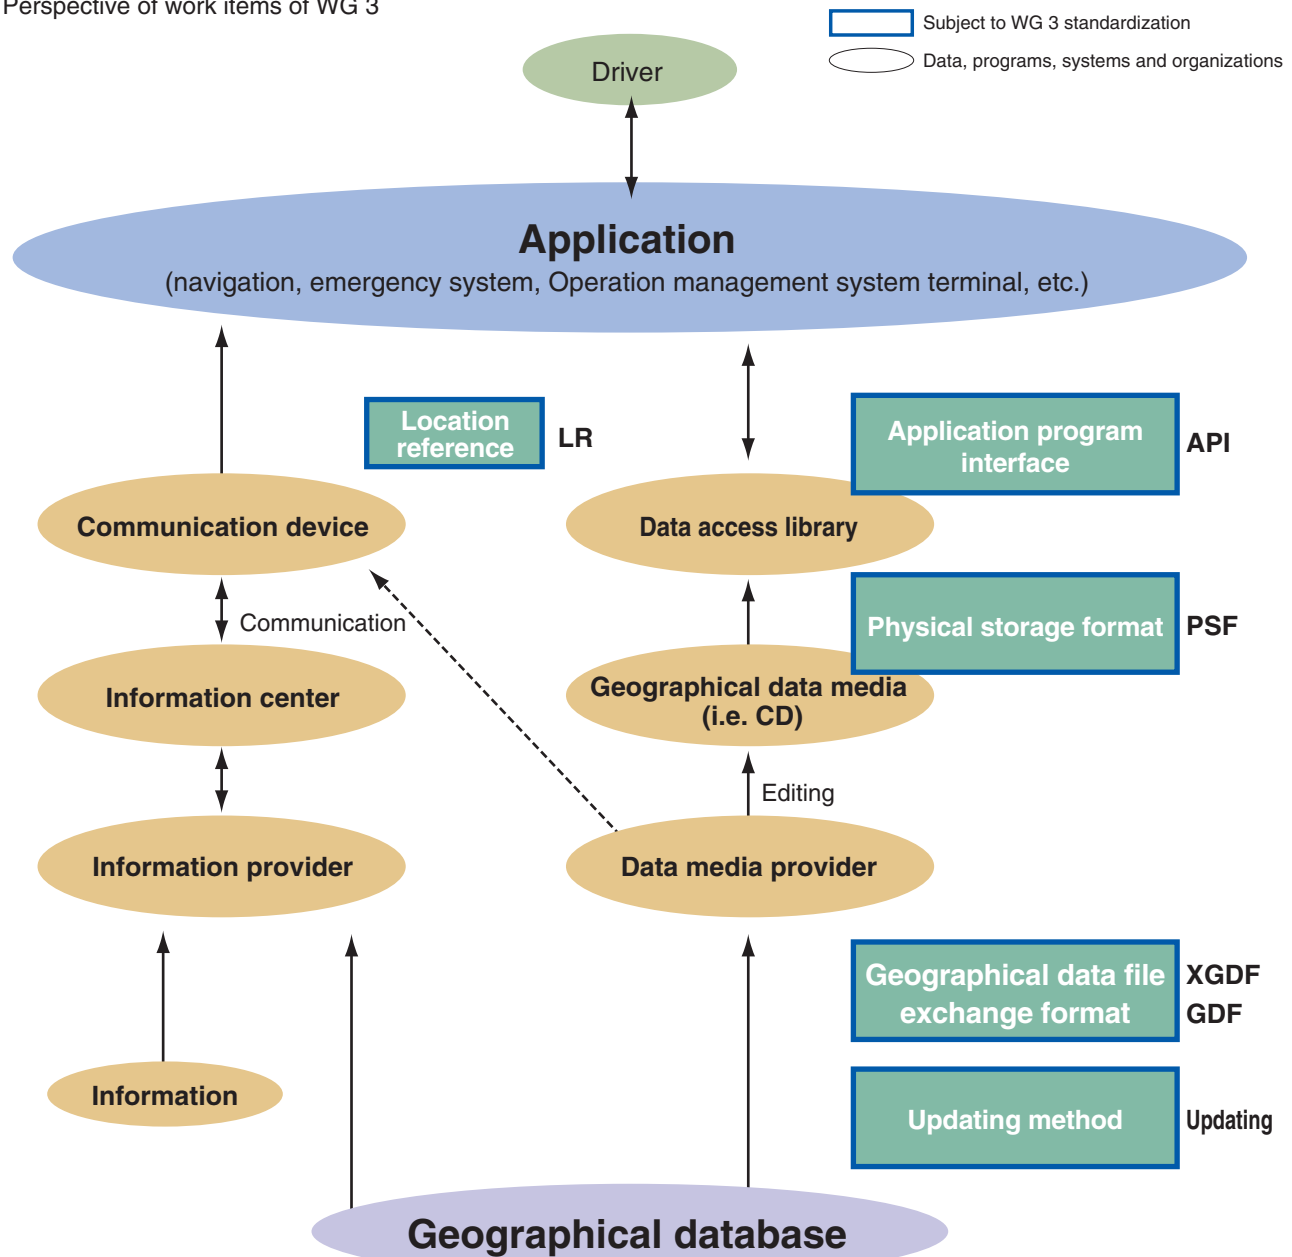 Perspective of work items of WG 3
Subject to WG 3 standardization
Data, programs, systems and organizations
Driver
Application
(navigation, emergency system, Operation management system terminal, etc.)
Location
reference
LR
Application program
interface
API
Communication device
Data access library
Communication
Physical storage format
PSF
Information center
Geographical data media
(i.e. CD)
Editing
Information provider
Data media provider
Geographical data file
exchange format
XGDF
GDF
Information
Updating method
Updating
Geographical database